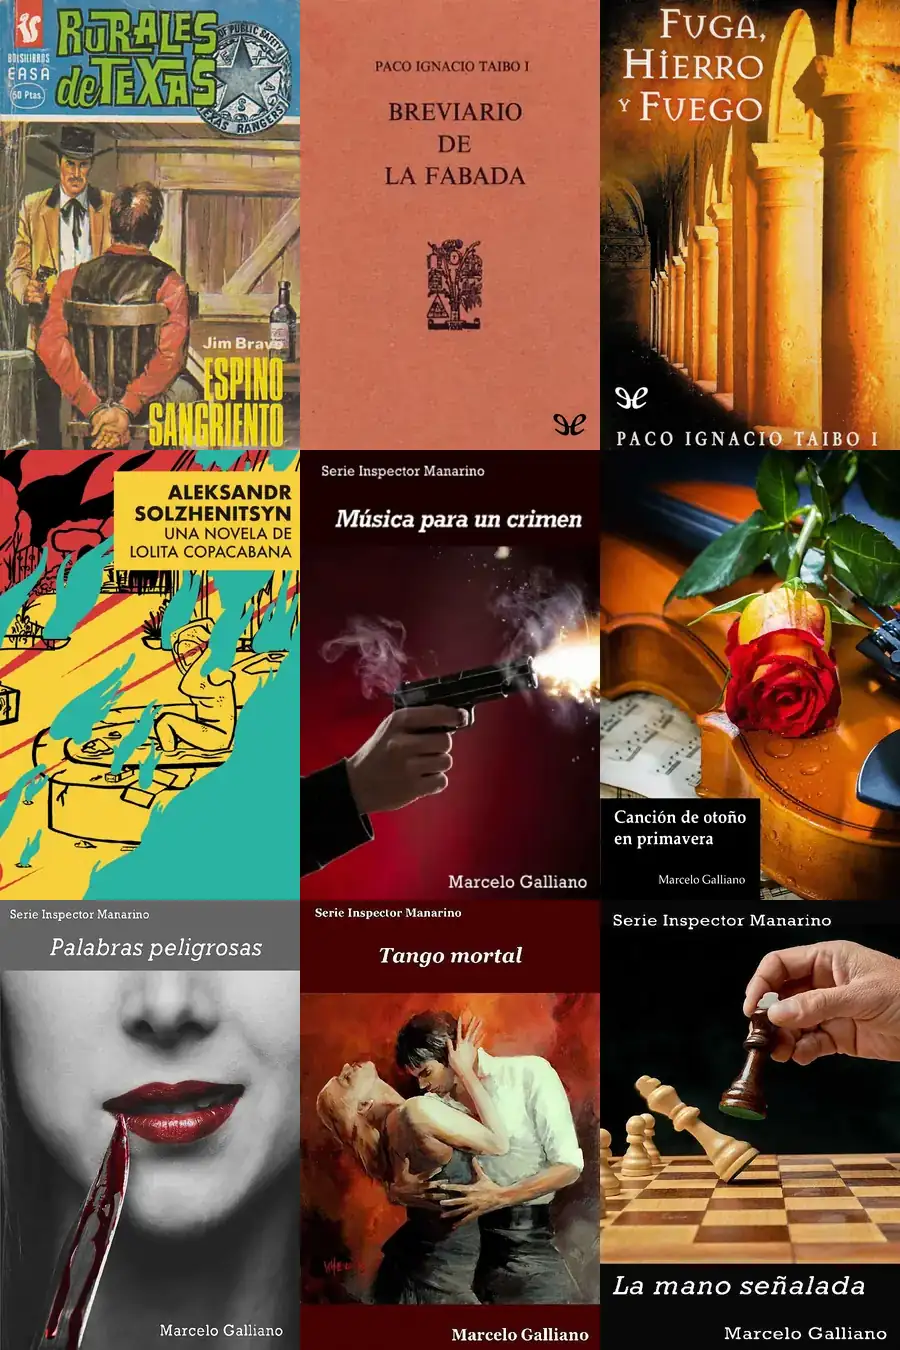 RURALES
de TEXAS
BOLSILIBROS
EASA
50 Ptas.
OF PUBLIC SAFETY
TEXAS RANGERS
Jim Bravo
ESPINO
SANGRIENTO
PACO IGNACIO TAIBO I
BREVIARIO
DE
LA FABADA
FUGA,
HIERRO
Y FUEGO
PACO IGNACIO TAIBO I
ALEKSANDR
SOLZHENITSYN
UNA NOVELA DE
LOLITA COPACABANA
Serie Inspector Manarino
Música para un crimen
Marcelo Galliano
Canción de otoño
en primavera
Marcelo Galliano
Serie Inspector Manarino
Palabras peligrosas
Marcelo Galliano
Serie Inspector Manarino
Tango mortal
Marcelo Galliano
Serie Inspector Manarino
La mano señalada
Marcelo Galliano